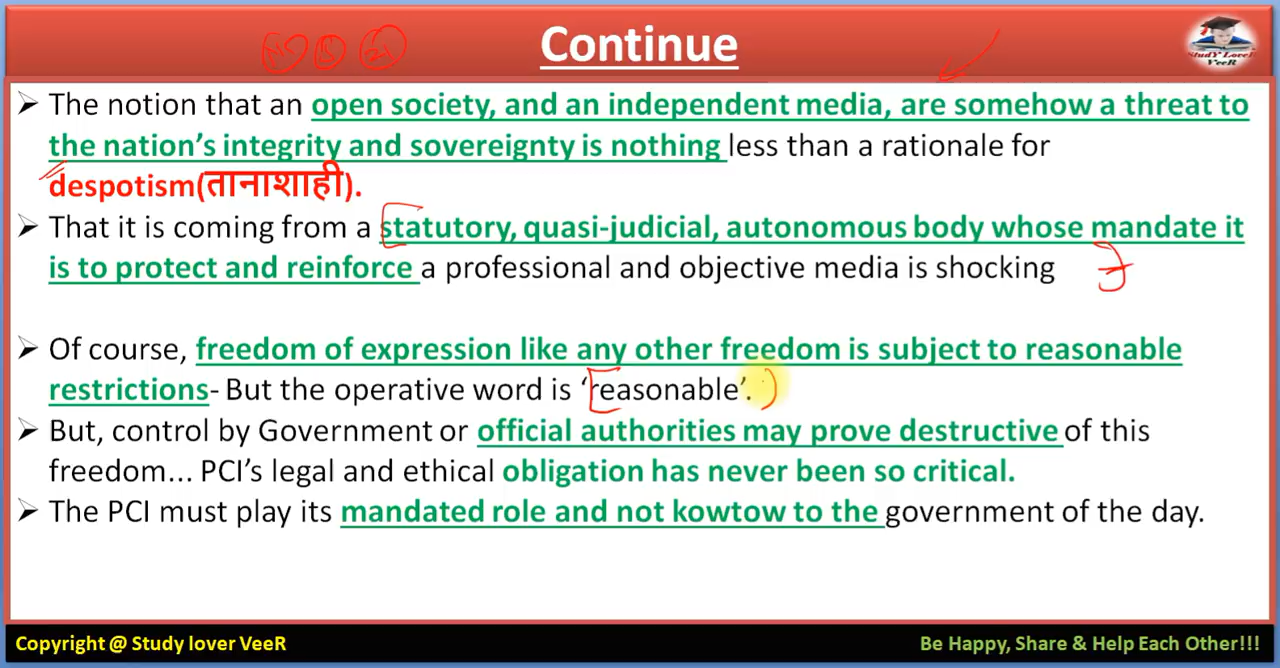 Continue
StudY LoveR
VeeR
➤ The notion that an open society, and an independent media, are somehow a threat to
the nation’s integrity and sovereignty is nothing less than a rationale for
despotism(तानाशाही).
➤ That it is coming from a statutory, quasi-judicial, autonomous body whose mandate it
is to protect and reinforce a professional and objective media is shocking
➤ Of course, freedom of expression like any other freedom is subject to reasonable
restrictions- But the operative word is ‘reasonable’.
➤ But, control by Government or official authorities may prove destructive of this
freedom... PCI’s legal and ethical obligation has never been so critical.
➤ The PCI must play its mandated role and not kowtow to the government of the day.
Copyright @ Study lover VeeR
Be Happy, Share & Help Each Other!!!